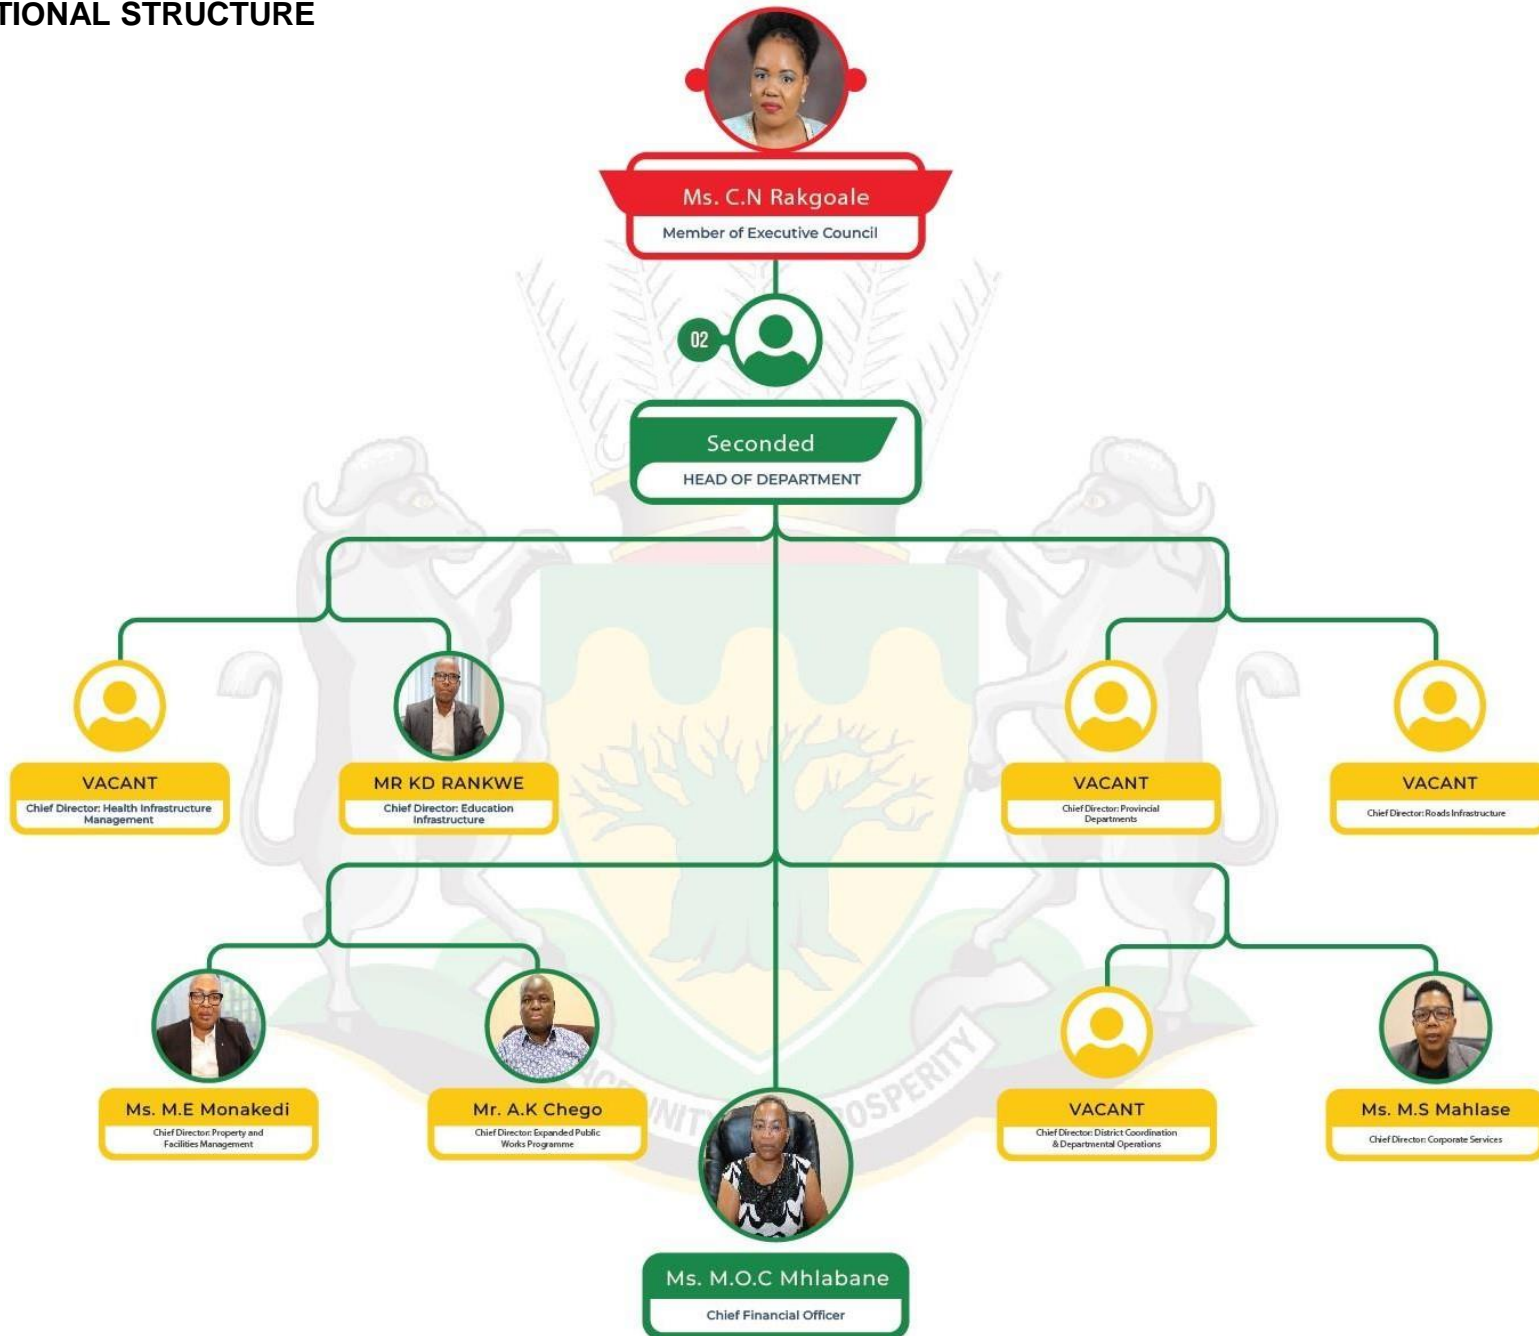 TIONAL STRUCTURE
Ms. C.N Rakgoale
Member of Executive Council
02
Seconded
HEAD OF DEPARTMENT
VACANT
Chief Director: Health Infrastructure
Management
MR KD RANKWE
Chief Director: Education
Infrastructure
VACANT
Chief Director: Provincial
Departments
VACANT
Chief Director: Roads Infrastructure
Ms. M.E Monakedi
Chief Director: Property and
Facilities Management
Mr. A.K Chego
Chief Director: Expanded Public
Works Programme
VACANT
Chief Director: District Coordination
& Departmental Operations
Ms. M.S Mahlase
Chief Director: Corporate Services
Ms. M.O.C Mhlabane
Chief Financial Officer